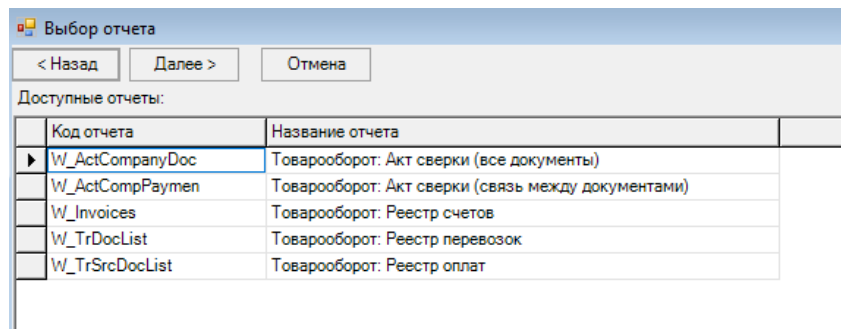 Выбор отчета
< Назад Далее > Отмена
Доступные отчеты:
Код отчета Название отчета
W_ActCompanyDoc Товарооборот: Акт сверки (все документы)
W_ActCompPaymen Товарооборот: Акт сверки (связь между документами)
W_Invoices Товарооборот: Реестр счетов
W_TrDocList Товарооборот: Реестр перевозок
W_TrSrcDocList Товарооборот: Реестр оплат